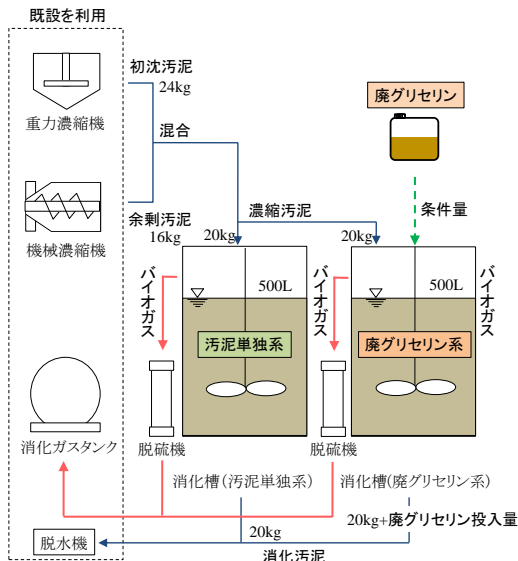 既設を利用
重力濃縮機
機械濃縮機
消化ガスタンク
脱水機
初沈汚泥
24kg
混合
余剰汚泥
16kg
濃縮汚泥
20kg
20kg
廃グリセリン
条件量
バイオガス
500L
汚泥単独系
脱硫機
消化槽(汚泥単独系)
バイオガス
500L
バイオガス
廃グリセリン系
脱硫機
消化槽(廃グリセリン系)
20kg+廃グリセリン投入量
20kg
消化汚泥